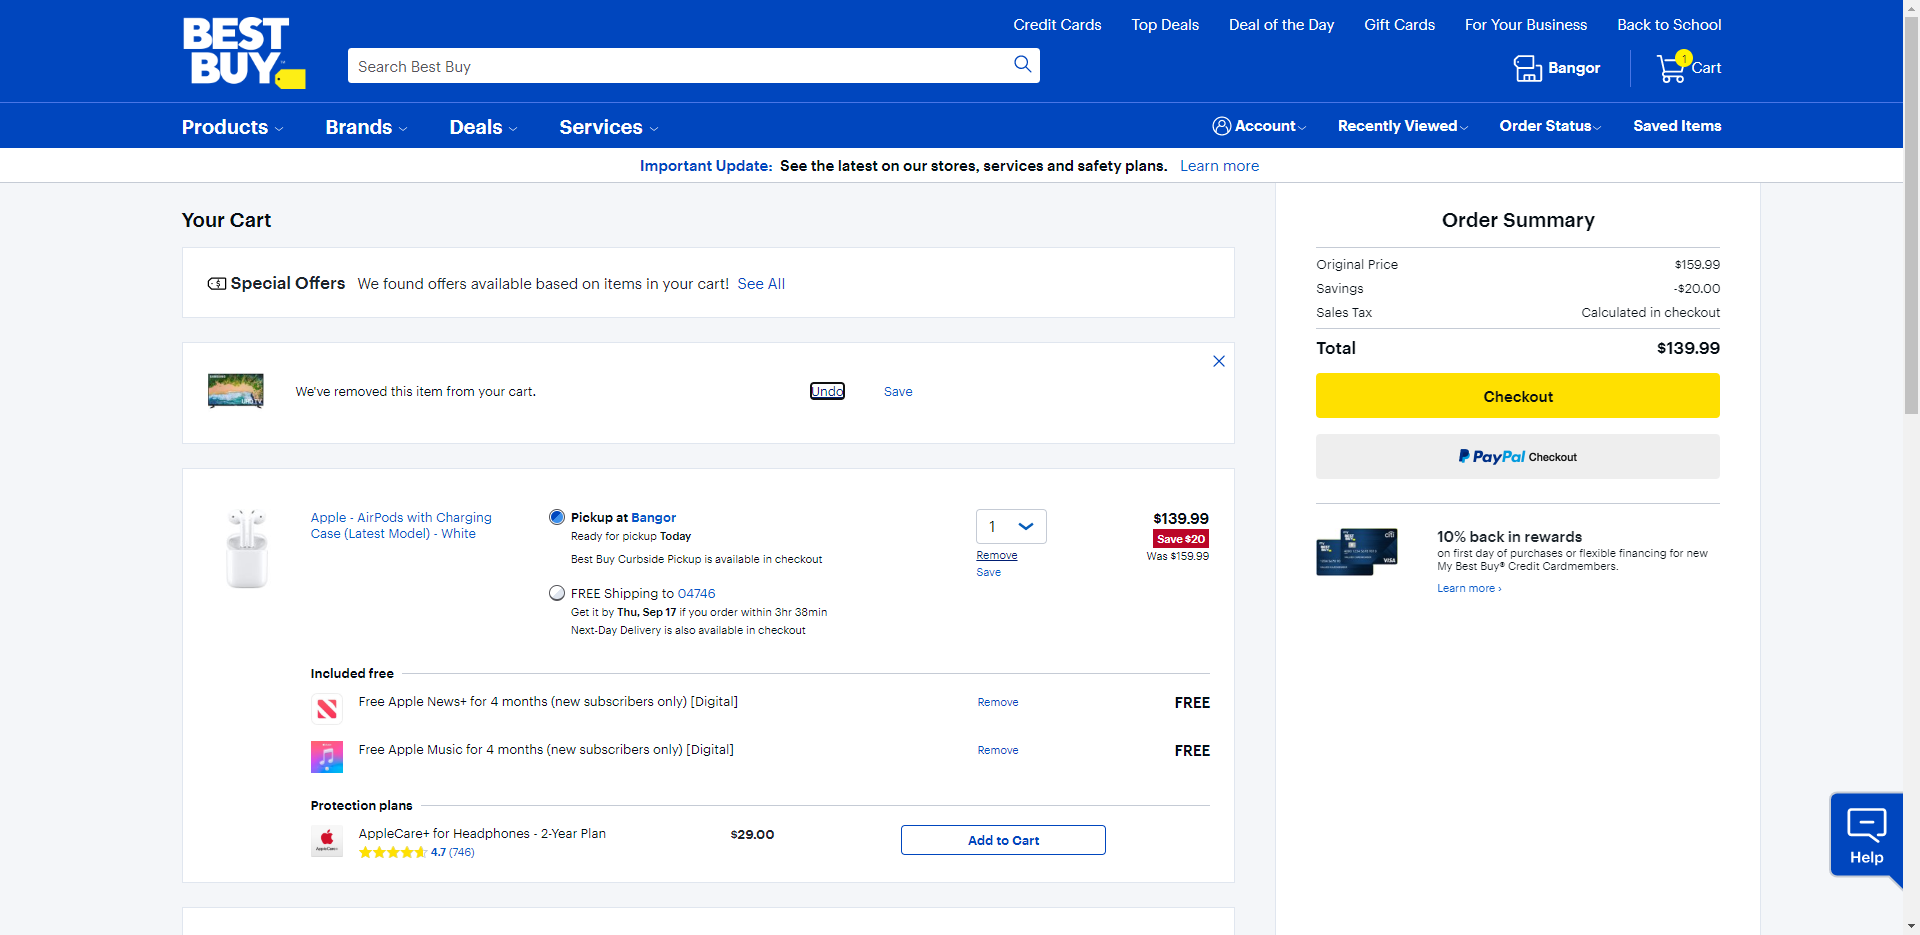 Credit Cards Top Deals Deal of the Day Gift Cards For Your Business Back to School
BEST BUY
Search Best Buy
Bangor
1 Cart
Products Brands Deals Services
Account Recently Viewed Order Status Saved Items
Important Update: See the latest on our stores, services and safety plans. Learn more
Your Cart
Special Offers We found offers available based on items in your cart! See All
We've removed this item from your cart. Undo Save
Apple - AirPods with Charging
Case (Latest Model) - White
Pickup at Bangor
Ready for pickup Today
Best Buy Curbside Pickup is available in checkout
FREE Shipping to 04746
Get it by Thu, Sep 17 if you order within 3hr 38min
Next-Day Delivery is also available in checkout
1
Remove
Save
$139.99
Save $20
Was $159.99
Included free
Free Apple News+ for 4 months (new subscribers only) [Digital] Remove FREE
Free Apple Music for 4 months (new subscribers only) [Digital] Remove FREE
Protection plans
AppleCare+ for Headphones - 2-Year Plan $29.00 Add to Cart
4.7 (746)
Order Summary
Original Price $159.99
Savings -$20.00
Sales Tax Calculated in checkout
Total $139.99
Checkout
PayPal Checkout
10% back in rewards
on first day of purchases or flexible financing for new
My Best Buy® Credit Cardmembers.
Learn more ›
Help